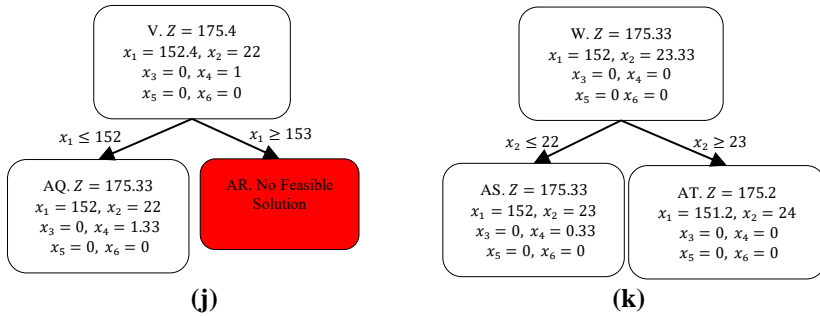 V. Z = 175.4
x₁ = 152.4, x₂ = 22
x₃ = 0, x₄ = 1
x₅ = 0, x₆ = 0
x₁ ≤ 152
x₁ ≥ 153
AQ. Z = 175.33
x₁ = 152, x₂ = 22
x₃ = 0, x₄ = 1.33
x₅ = 0, x₆ = 0
AR. No Feasible
Solution
(j)
W. Z = 175.33
x₁ = 152, x₂ = 23.33
x₃ = 0, x₄ = 0
x₅ = 0 x₆ = 0
x₂ ≤ 22
x₂ ≥ 23
AS. Z = 175.33
x₁ = 152, x₂ = 23
x₃ = 0, x₄ = 0.33
x₅ = 0, x₆ = 0
AT. Z = 175.2
x₁ = 151.2, x₂ = 24
x₃ = 0, x₄ = 0
x₅ = 0, x₆ = 0
(k)